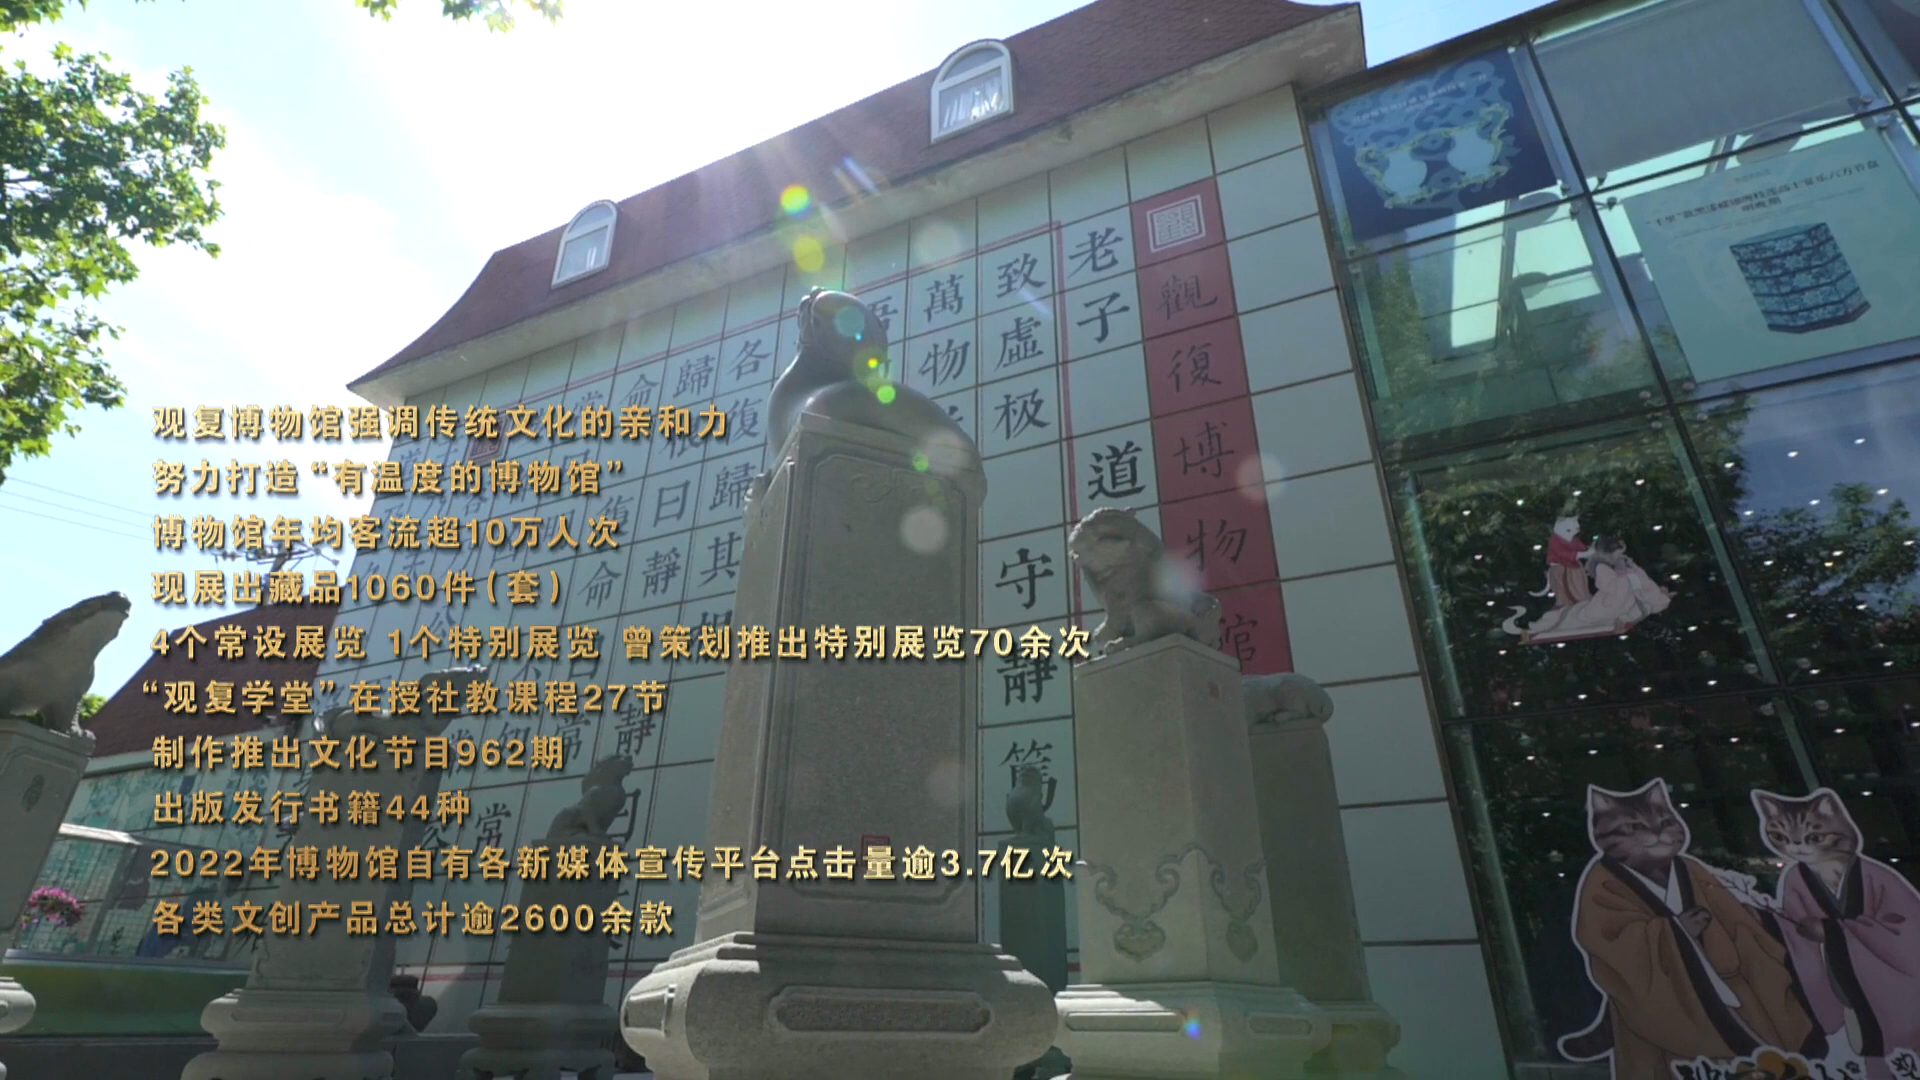 观复博物馆强调传统文化的亲和力
努力打造“有温度的博物馆”
博物馆年均客流超10万人次
现展出藏品1060件(套)
4个常设展览 1个特别展览 曾策划推出特别展览70余次
“观复学堂”在授社教课程27节
制作推出文化节目962期
出版发行书籍44种
2022年博物馆自有各新媒体宣传平台点击量逾3.7亿次
各类文创产品总计逾2600余款
觀復博物館
老子 道
致虛极 守靜篤
萬物
各復歸其根
歸
曰靜
命
常